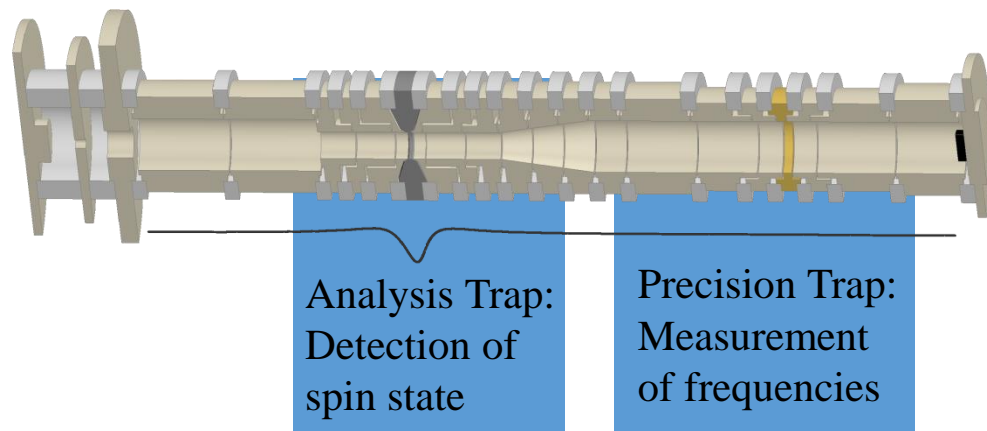 Analysis Trap:
Detection of
spin state
Precision Trap:
Measurement
of frequencies